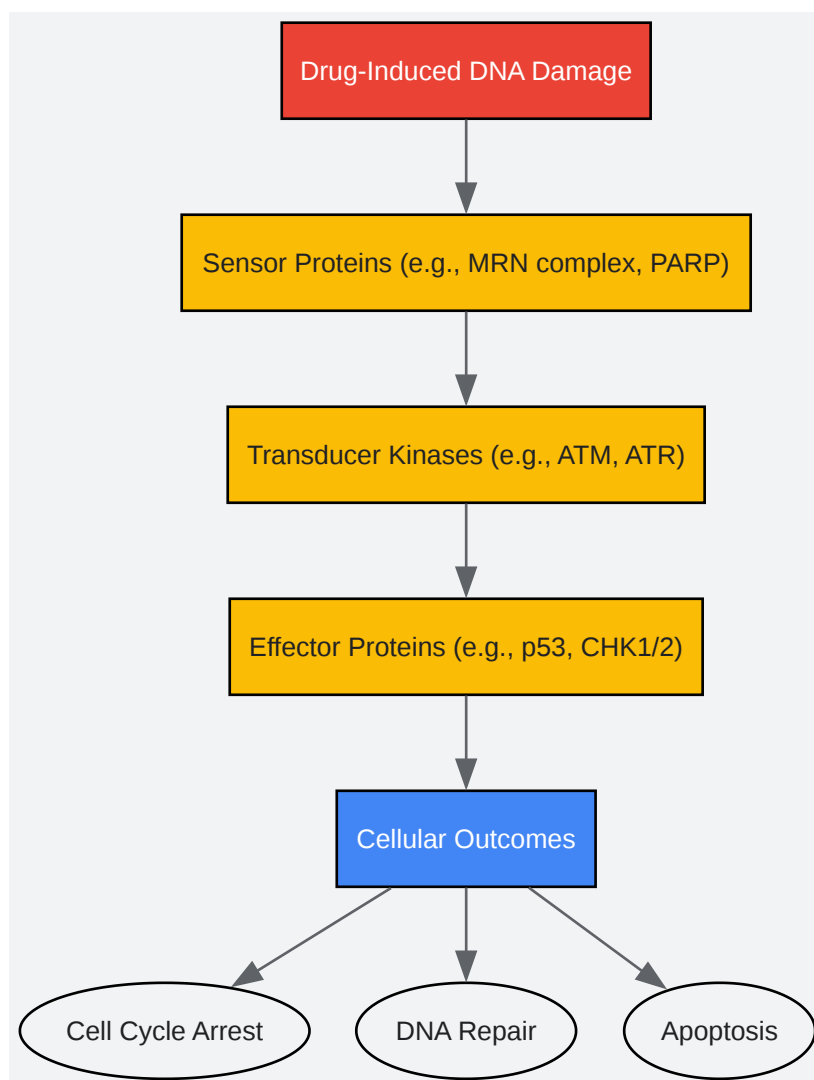 Drug-Induced DNA Damage
Sensor Proteins (e.g., MRN complex, PARP)
Transducer Kinases (e.g., ATM, ATR)
Effector Proteins (e.g., p53, CHK1/2)
Cellular Outcomes
Cell Cycle Arrest
DNA Repair
Apoptosis